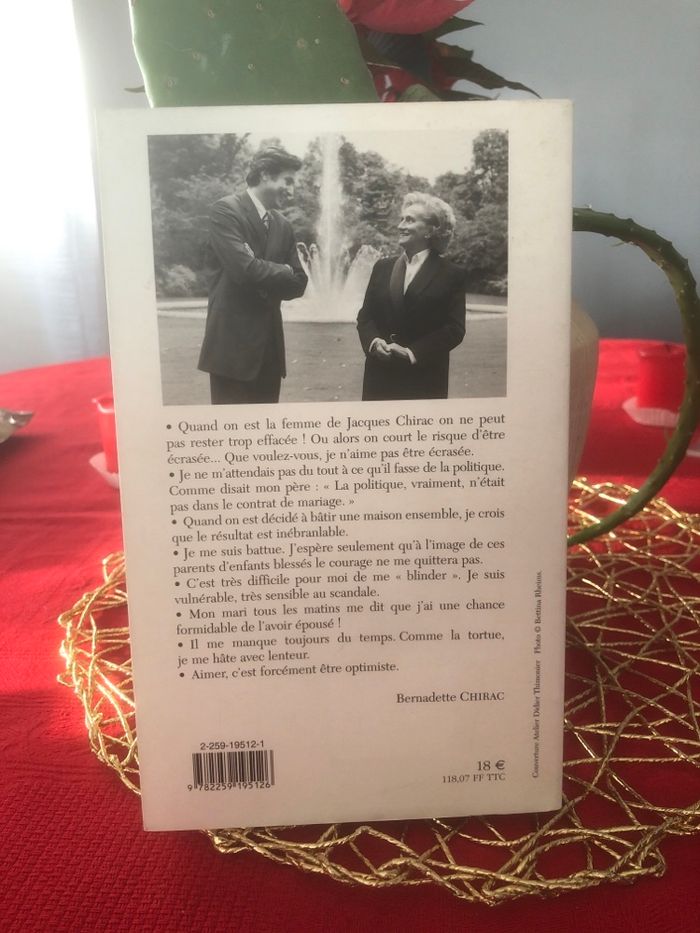 • Quand on est la femme de Jacques Chirac on ne peut
pas rester trop effacée ! Ou alors on court le risque d'être
écrasée... Que voulez-vous, je n'aime pas être écrasée.
• Je ne m'attendais pas du tout à ce qu'il fasse de la politique.
Comme disait mon père : « La politique, vraiment, n'était
pas dans le contrat de mariage. »
• Quand on est décidé à bâtir une maison ensemble, je crois
que le résultat est inébranlable.
• Je me suis battue. J'espère seulement qu'à l'image de ces
parents d'enfants blessés le courage ne me quittera pas.
• C'est très difficile pour moi de me « blinder ». Je suis
vulnérable, très sensible au scandale.
• Mon mari tous les matins me dit que j'ai une chance
formidable de l'avoir épousé !
• Il me manque toujours du temps. Comme la tortue,
je me hâte avec lenteur.
• Aimer, c'est forcément être optimiste.
Bernadette CHIRAC
2-259-19512-1
9 782259 195126
18 €
118,07 FF TTC
Couverture Atelier Didier Thimonier Photo © Bettina Rheims.